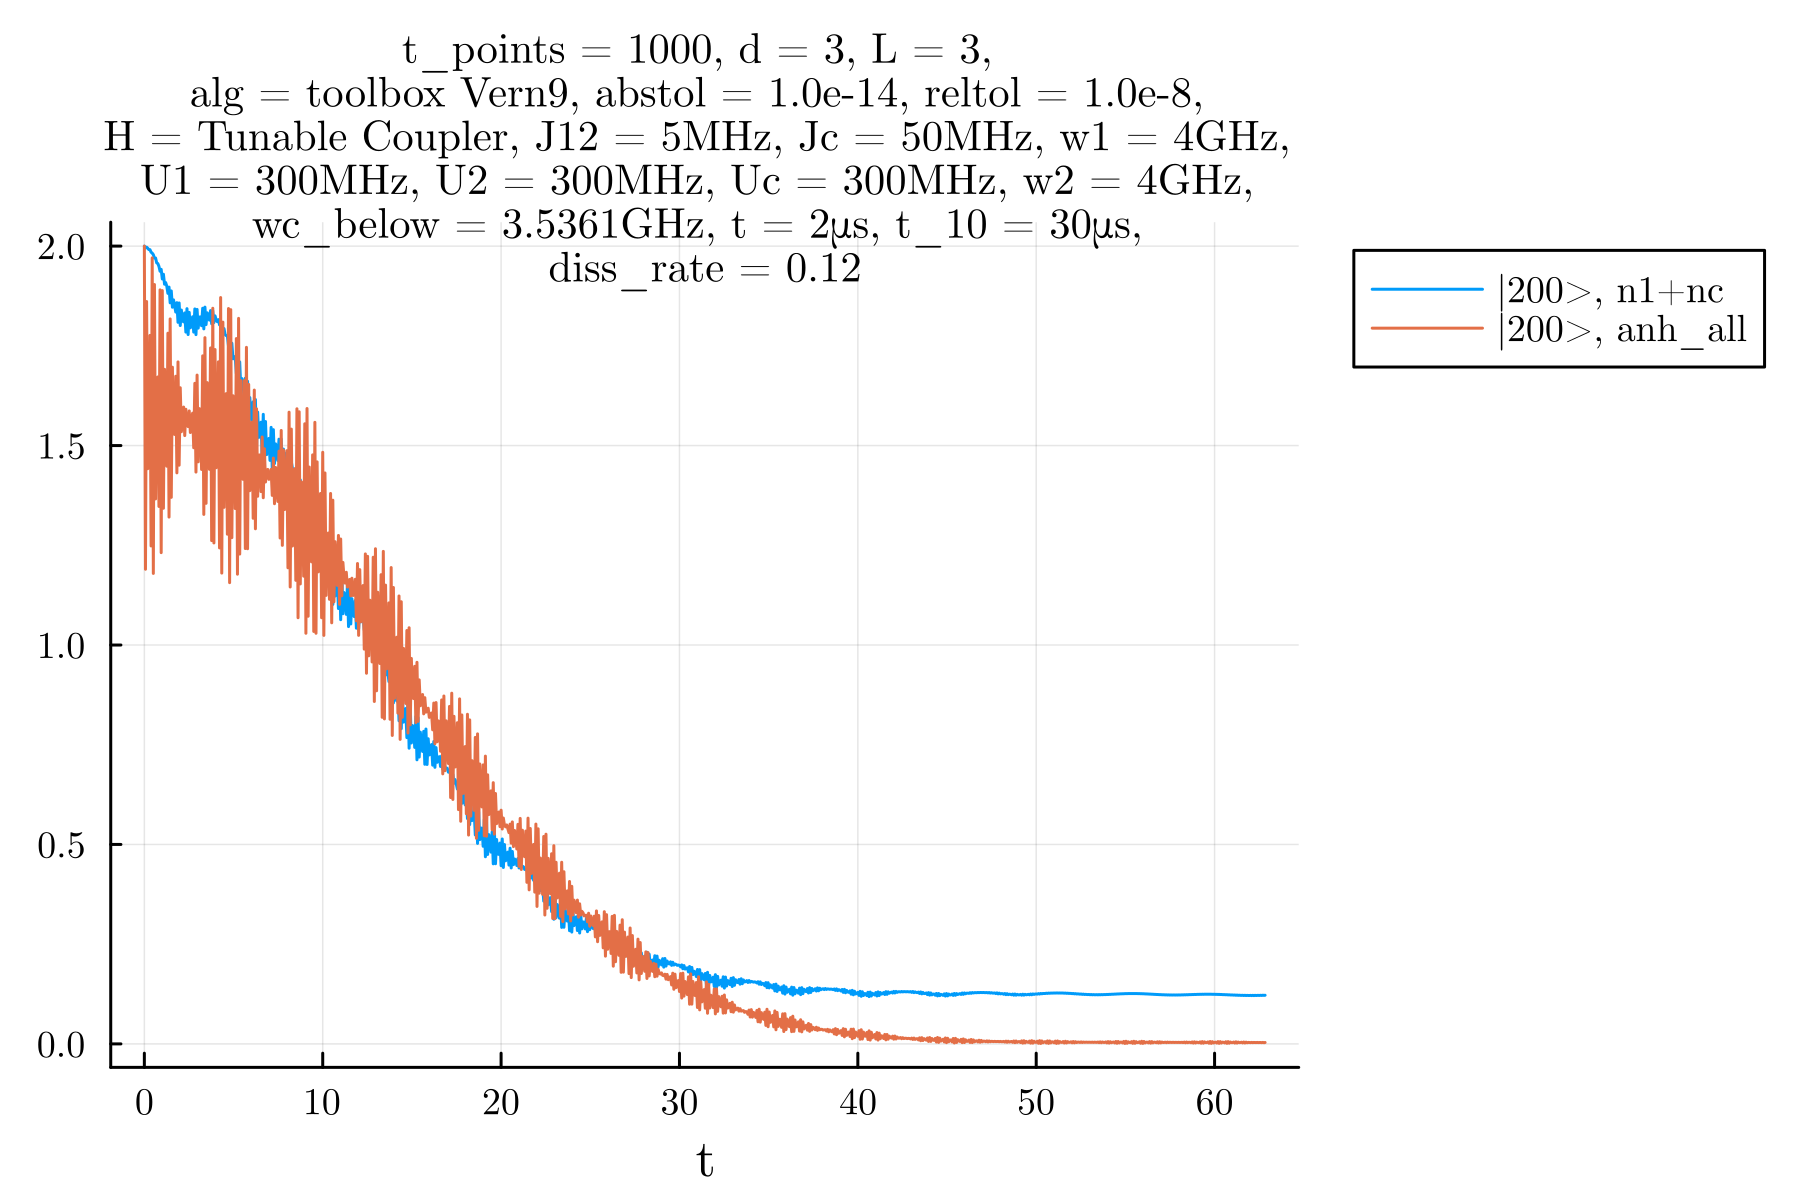 t_points = 1000, d = 3, L = 3,
alg = toolbox Vern9, abstol = 1.0e-14, reltol = 1.0e-8,
H = Tunable Coupler, J12 = 5MHz, Jc = 50MHz, w1 = 4GHz,
U1 = 300MHz, U2 = 300MHz, Uc = 300MHz, w2 = 4GHz,
wc_below = 3.5361GHz, t = 2μs, t_10 = 30μs,
diss_rate = 0.12
2.0
1.5
1.0
0.5
0.0
0 10 20 30 40 50 60
t
|200>, n1+nc
|200>, anh_all